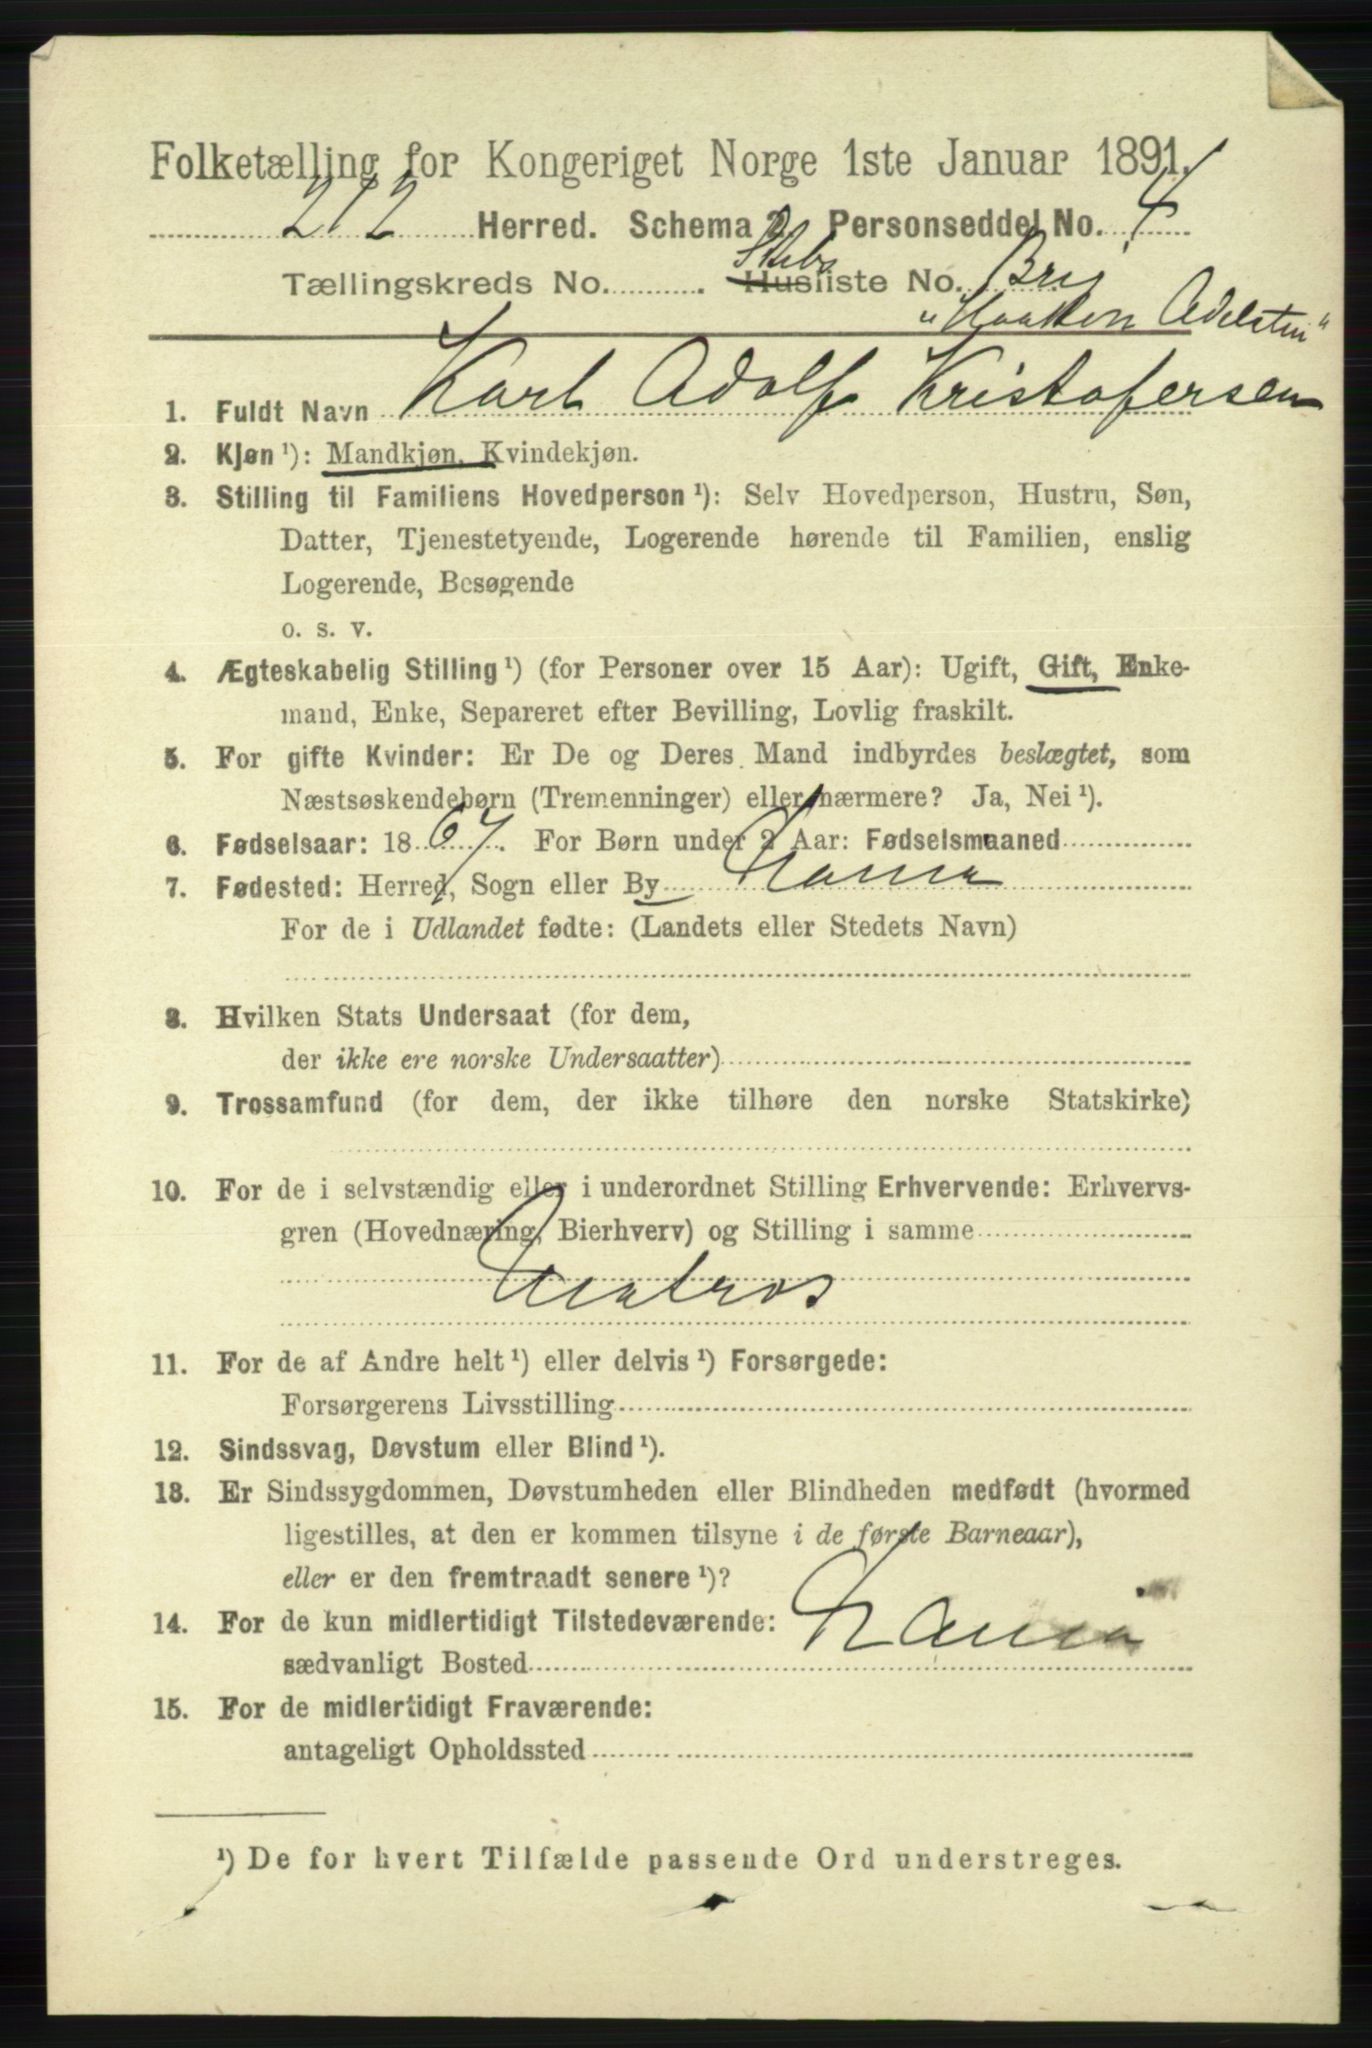 Folketælling for Kongeriget Norge 1ste Januar 1891.
212 Herred. Schema 2. Personseddel No. 4
Tællingskreds No. . Skibs Husliste No. Brig
"Haakon Adelsten"
1. Fuldt Navn Karl Adolf Kristofersen
2. Kjøn ¹): Mandkjøn, Kvindekjøn.
3. Stilling til Familiens Hovedperson ¹): Selv Hovedperson, Hustru, Søn,
Datter, Tjenestetyende, Logerende hørende til Familien, enslig
Logerende, Besøgende
o. s. v.
4. Ægteskabelig Stilling ¹) (for Personer over 15 Aar): Ugift, Gift, Enke-
mand, Enke, Separeret efter Bevilling, Lovlig fraskilt.
5. For gifte Kvinder: Er De og Deres Mand indbyrdes beslægtet, som
Næstsøskendebørn (Tremenninger) eller nærmere? Ja, Nei ¹).
6. Fødselsaar: 1867. For Børn under 2 Aar: Fødselsmaaned
7. Fødested: Herred, Sogn eller By
For de i Udlandet fødte: (Landets eller Stedets Navn)
8. Hvilken Stats Undersaat (for dem,
der ikke ere norske Undersaatter)
9. Trossamfund (for dem, der ikke tilhøre den norske Statskirke)
10. For de i selvstændig eller i underordnet Stilling Erhvervende: Erhvervs-
gren (Hovednæring, Bierhverv) og Stilling i samme
Matros
11. For de af Andre helt ¹) eller delvis ¹) Forsørgede:
Forsørgerens Livsstilling
12. Sindssvag, Døvstum eller Blind ¹).
13. Er Sindssygdommen, Døvstumheden eller Blindheden medfødt (hvormed
ligestilles, at den er kommen tilsyne i de første Barneaar),
eller er den fremtraadt senere ¹)?
14. For de kun midlertidigt Tilstedeværende:
sædvanligt Bosted
15. For de midlertidigt Fraværende:
antageligt Opholdssted
¹) De for hvert Tilfælde passende Ord understreges.